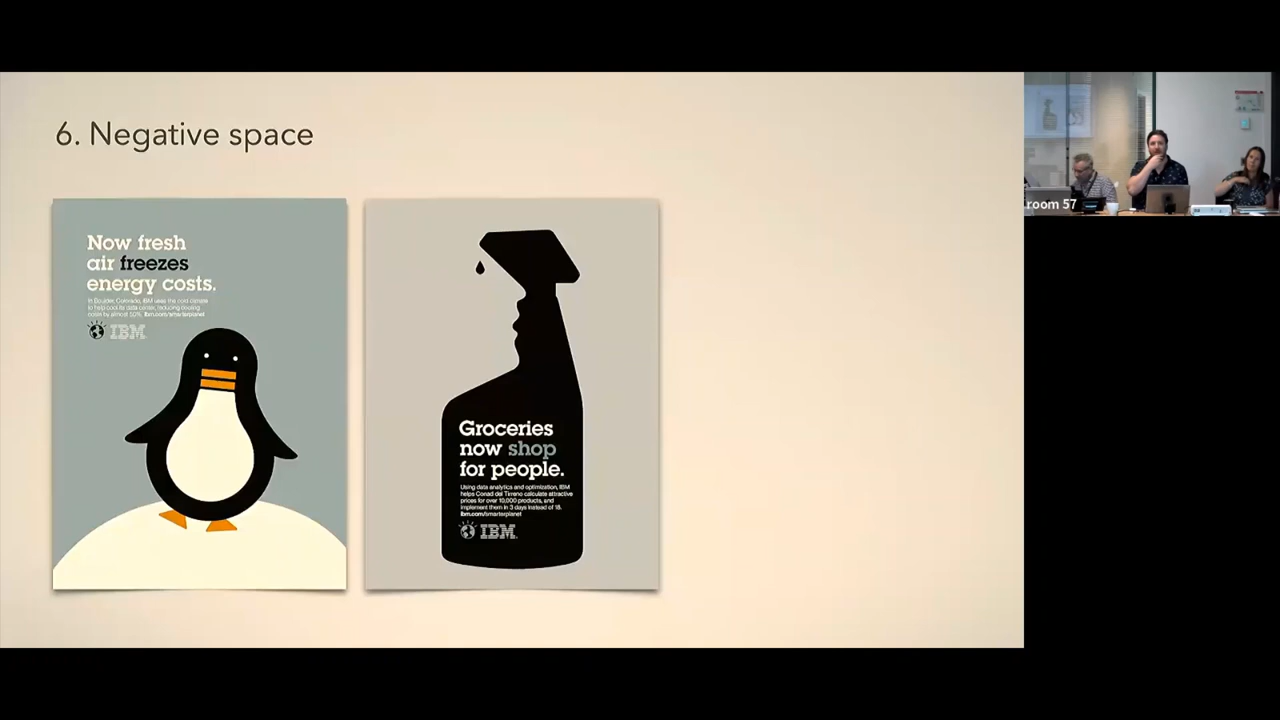 6. Negative space
Now fresh
air freezes
energy costs.
In Boulder, Colorado, IBM uses the cold climate
to help cool its data center, reducing cooling
costs by almost 50%. ibm.com/smarterplanet
IBM
Groceries
now shop
for people.
Using data analytics and optimization, IBM
helps Conad del Tirreno calculate attractive
prices for over 10,000 products, and
implement them in 3 days instead of 18.
ibm.com/smarterplanet
IBM
room 57